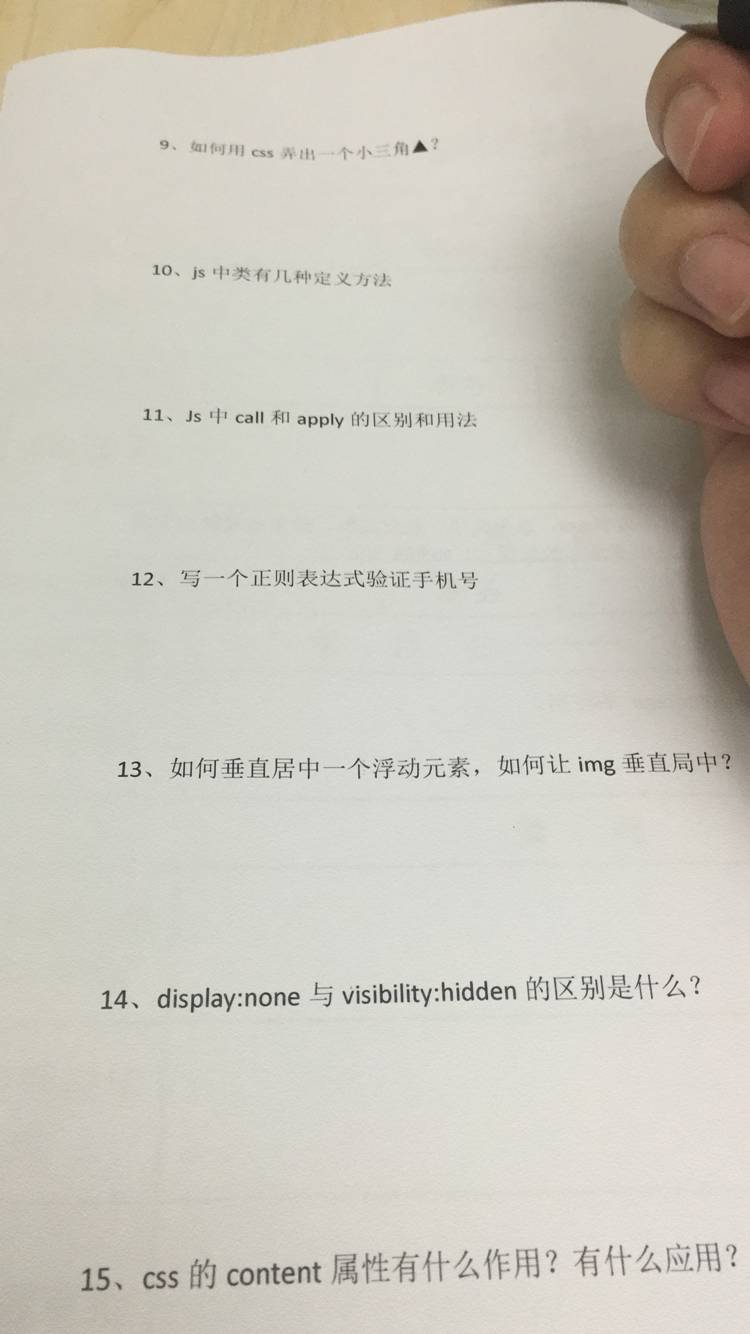 9、如何用 css 弄出一个小三角▲？
10、js 中类有几种定义方法
11、Js 中 call 和 apply 的区别和用法
12、写一个正则表达式验证手机号
13、如何垂直居中一个浮动元素，如何让 img 垂直局中？
14、display:none 与 visibility:hidden 的区别是什么？
15、css 的 content 属性有什么作用？有什么应用？